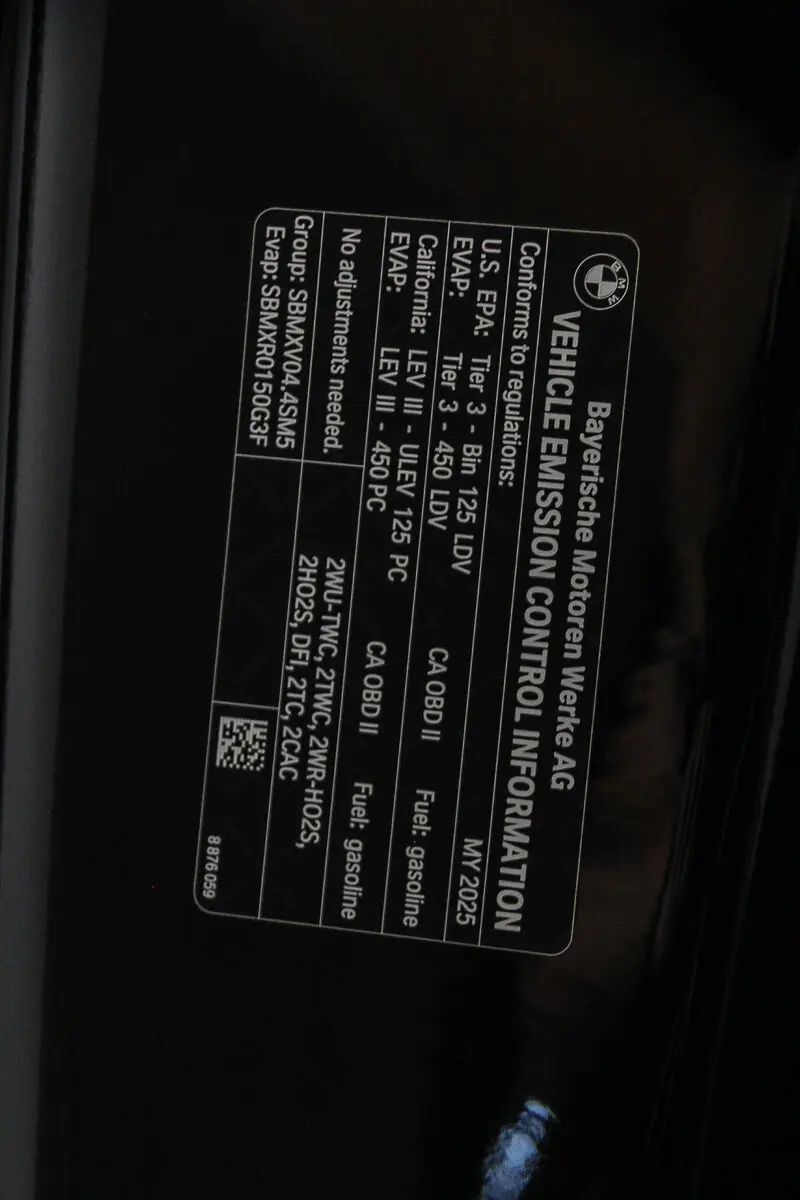 BMW
Bayerische Motoren Werke AG
VEHICLE EMISSION CONTROL INFORMATION
Conforms to regulations: MY 2025
U.S. EPA: Tier 3 - Bin 125 LDV CA OBD II Fuel: gasoline
EVAP: Tier 3 - 450 LDV
California: LEV III - ULEV 125 PC CA OBD II Fuel: gasoline
EVAP: LEV III - 450 PC
No adjustments needed. 2WU-TWC, 2TWC, 2WR-HO2S,
2HO2S, DFI, 2TC, 2CAC
Group: SBMXV04.4SM5
Evap: SBMXR0150G3F
8 876 059